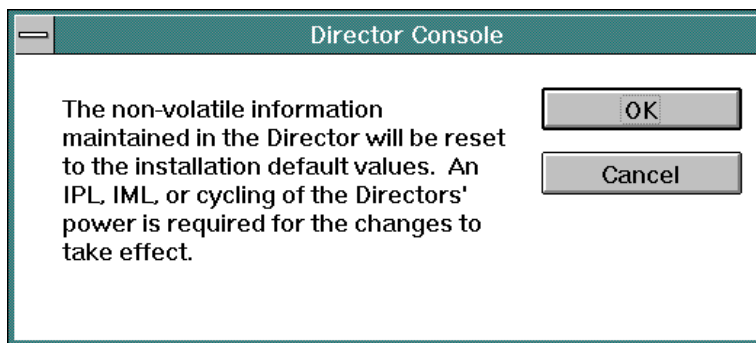 Director Console
The non-volatile information
maintained in the Director will be reset
to the installation default values.  An
IPL, IML, or cycling of the Directors'
power is required for the changes to
take effect.
OK
Cancel